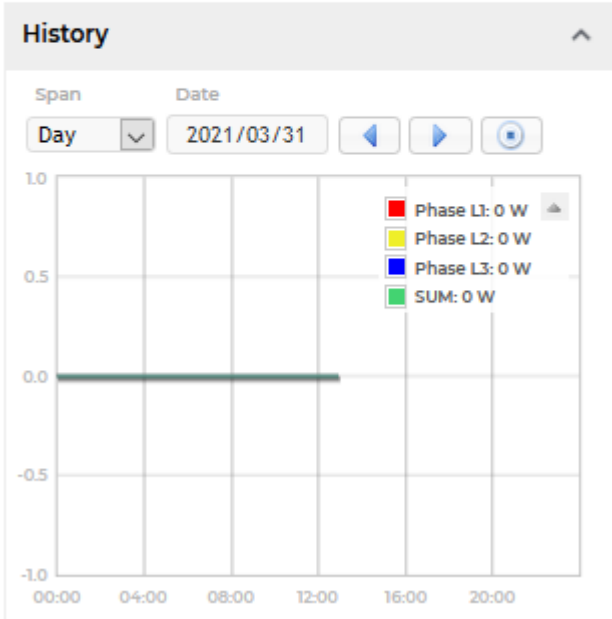 History
Span Date
Day 2021/03/31
1.0
Phase L1: 0 W
Phase L2: 0 W
0.5
Phase L3: 0 W
SUM: 0 W
0.0
-0.5
-1.0
00:00 04:00 08:00 12:00 16:00 20:00